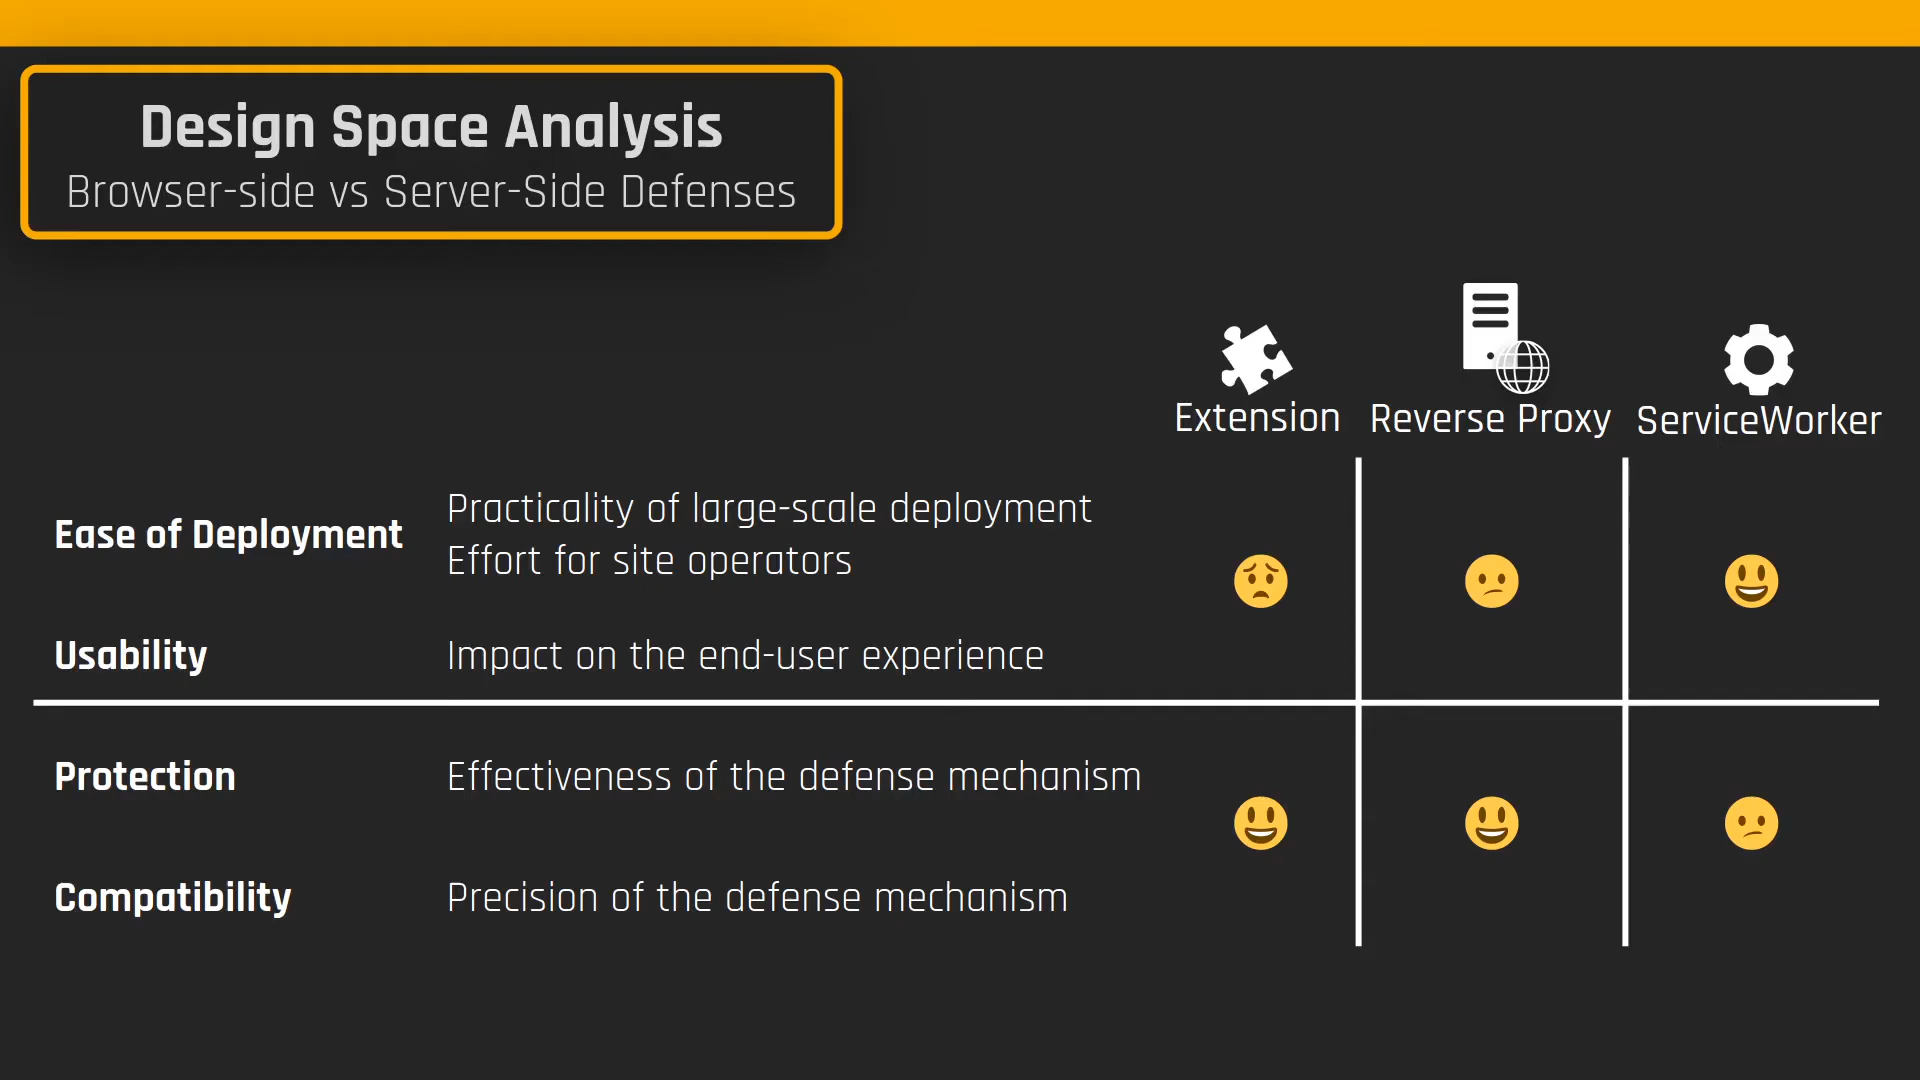 Design Space Analysis
Browser-side vs Server-Side Defenses
Extension
Reverse Proxy
ServiceWorker
Ease of Deployment
Practicality of large-scale deployment
Effort for site operators
Usability
Impact on the end-user experience
Protection
Effectiveness of the defense mechanism
Compatibility
Precision of the defense mechanism